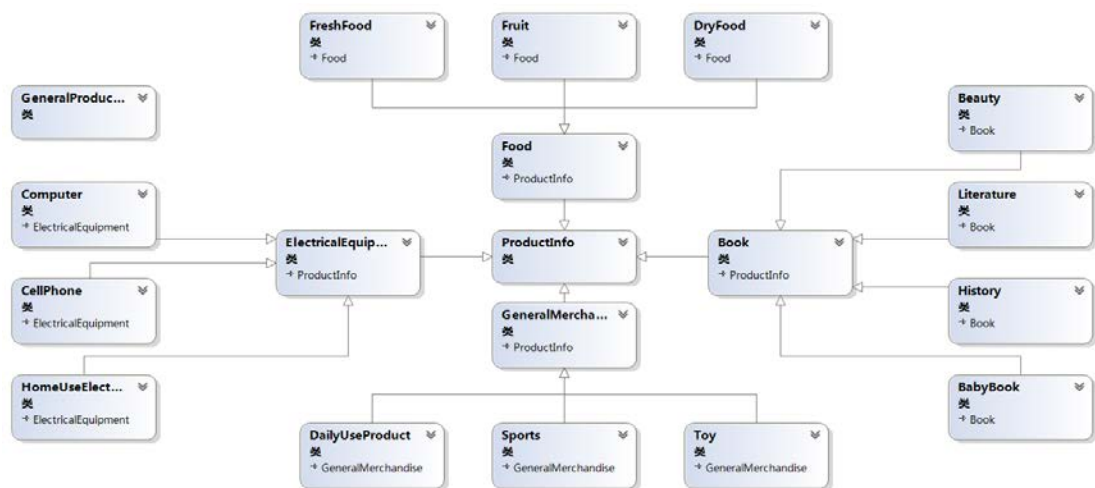 FreshFood
类
Food
Fruit
类
Food
DryFood
类
Food
GeneralProduc...
类
Beauty
类
Book
Food
类
ProductInfo
Computer
类
ElectricalEquipment
Literature
类
Book
ElectricalEquip...
类
ProductInfo
ProductInfo
类
Book
类
ProductInfo
CellPhone
类
ElectricalEquipment
History
类
Book
GeneralMercha...
类
ProductInfo
HomeUseElect...
类
ElectricalEquipment
BabyBook
类
Book
DailyUseProduct
类
GeneralMerchandise
Sports
类
GeneralMerchandise
Toy
类
GeneralMerchandise